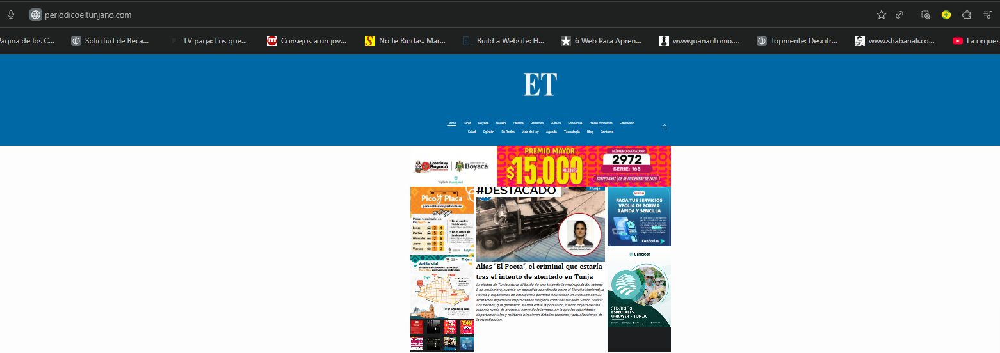 periodicoeltunjano.com
Página de los C...
Solicitud de Beca...
TV paga: Los que...
Consejos a un jov...
No te Rindas. Mar...
Build a Website: H...
6 Web Para Apren...
www.juanantonio....
Topmente: Descifr...
www.shabanali.co...
La orques
ET
Home Tunja Boyacá Nación Política Deportes Cultura Economía Medio Ambiente Educación
Salud Opinión En Redes Vida de Hoy Agenda Tecnología Blog Contacto
Lotería de Boyacá
Boyacá
Vigilado Supersalud
PREMIO MAYOR
$15.000 MILLONES
NÚMERO GANADOR
2972
SERIE: 165
SORTEO 4597 | 08 DE NOVIEMBRE DE 2025
Pico y Placa
para vehículos particulares
en Tunja
Placas terminadas en
los dígitos
Lunes 3 4
Martes 5 6
Miércoles 7 8
Jueves 9 0
Viernes 1 2
En el centro
histórico
En el resto de
la ciudad
Anillo vial
#DESTACADO
#Tunja
Alias "El Poeta", el criminal que estaría
tras el intento de atentado en Tunja
La ciudad de Tunja estuvo al borde de una tragedia la madrugada del sábado
8 de noviembre, cuando un operativo coordinado entre el Ejército Nacional, la
Policía y organismos de emergencia permitió neutralizar un atentado con 24
artefactos explosivos improvisados dirigidos contra el Batallón Simón Bolívar.
Los hechos, que generaron alarma entre la población, fueron objeto de una
extensa rueda de prensa al cierre de la jornada, en la que las autoridades
departamentales y militares ofrecieron detalles técnicos y actualizaciones de
la investigación.
PAGA TUS SERVICIOS
VEOLIA DE FORMA
RÁPIDA Y SENCILLA
Conócelas
urbaser
SERVICIOS
ESPECIALES
URBASER - TUNJA